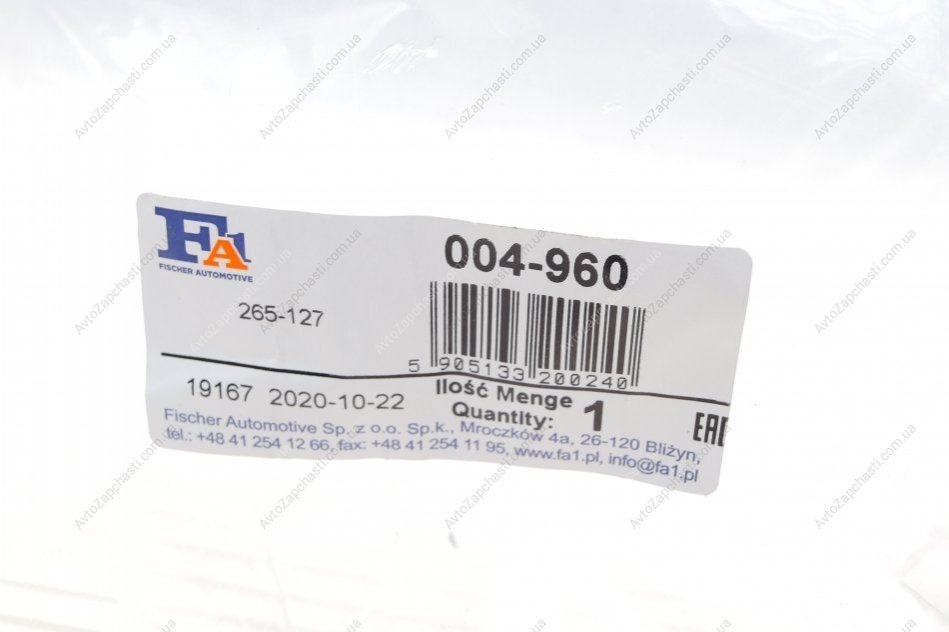 FA1
FISCHER AUTOMOTIVE
004-960
265-127
5 905133 200240
19167 2020-10-22
Ilość Menge
Quantity: 1
EAC
Fischer Automotive Sp. z o.o. Sp.k., Mroczków 4a, 26-120 Bliżyn,
tel.: +48 41 254 12 66, fax: +48 41 254 11 95, www.fa1.pl, info@fa1.pl
AvtoZapchasti.com.ua